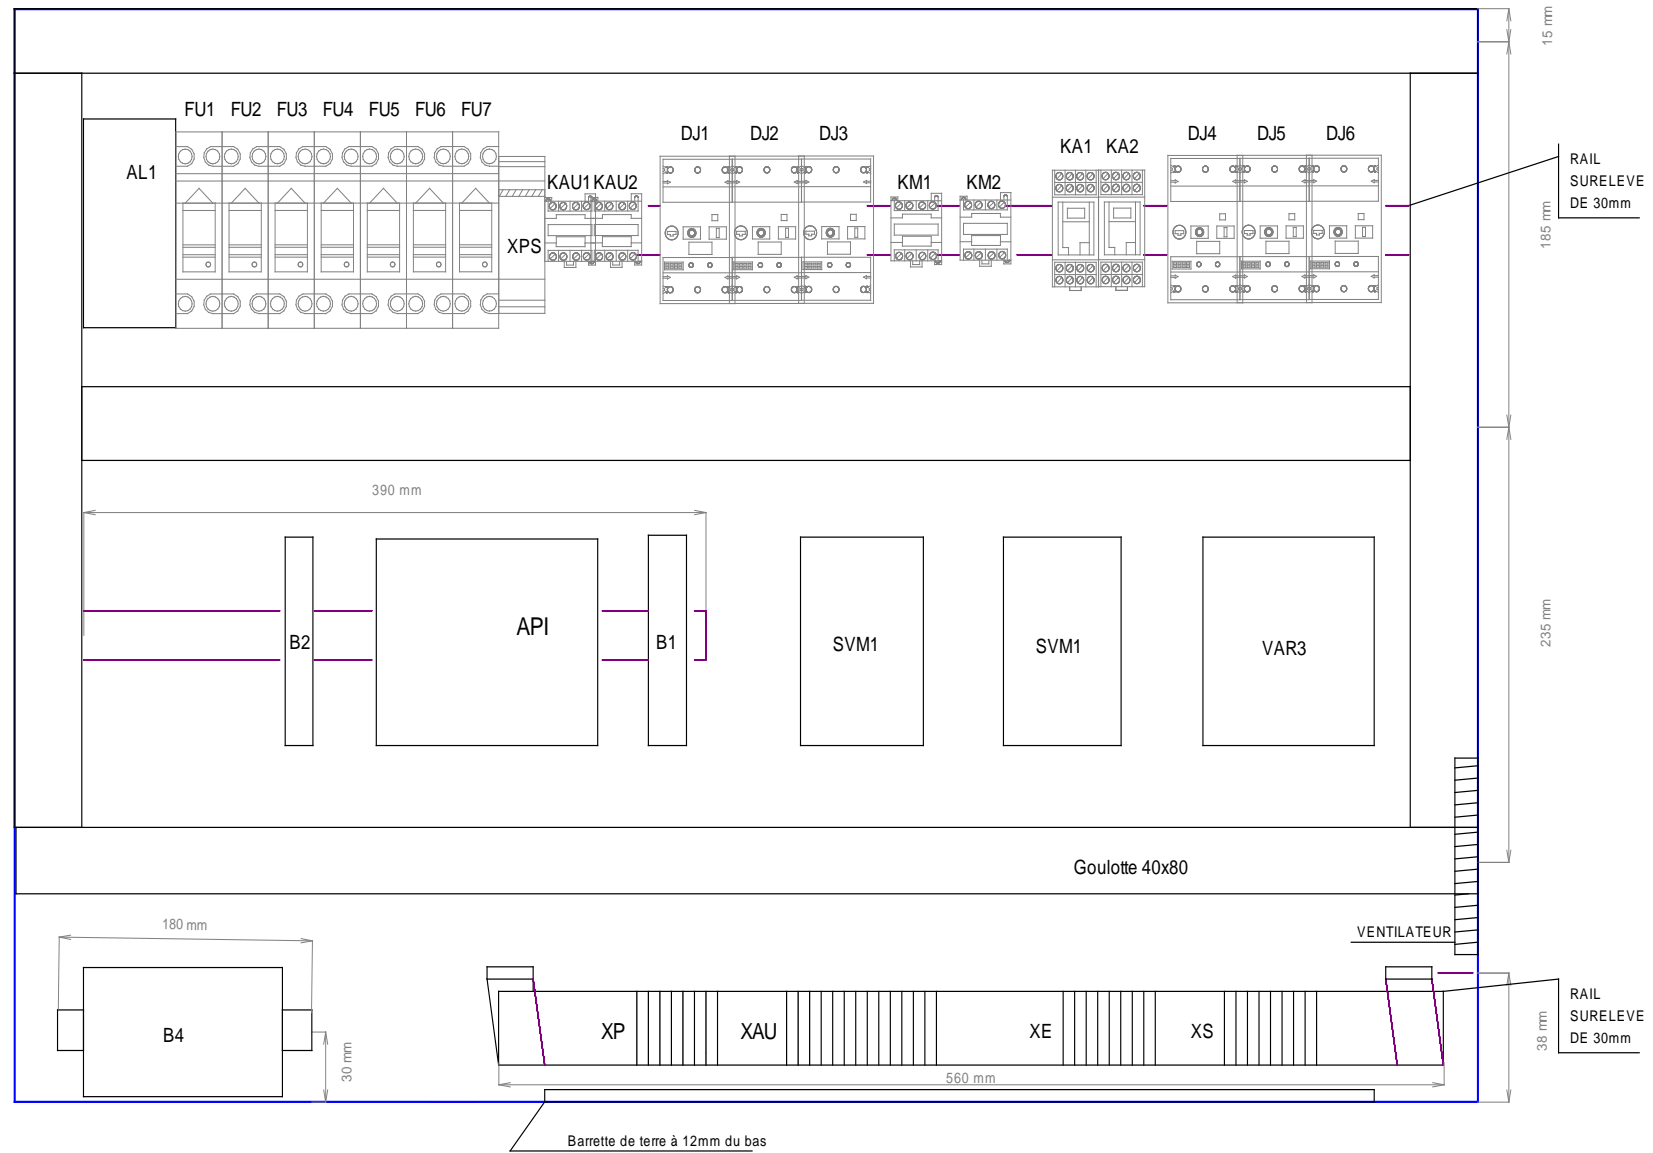 15 mm
FU1 FU2 FU3 FU4 FU5 FU6 FU7
DJ1 DJ2 DJ3
DJ4 DJ5 DJ6
KA1 KA2
AL1
KAU1 KAU2
KM1
KM2
RAIL
SURELEVE
DE 30mm
185 mm
XPS
390 mm
235 mm
B2
API
B1
SVM1
SVM1
VAR3
Goulotte 40x80
180 mm
VENTILATEUR
B4
30 mm
XP
XAU
XE
XS
RAIL
SURELEVE
DE 30mm
38 mm
560 mm
Barrette de terre à 12mm du bas